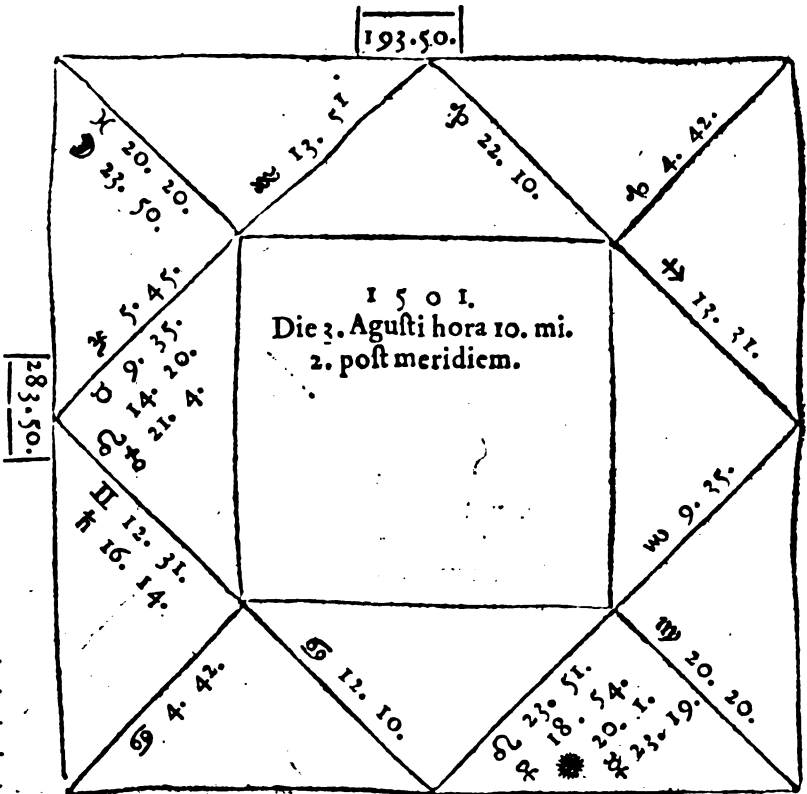 193.50.
♒ 13. 51
♑ 22. 10.
♑ 4. 42.
♓ 20. 20.
☽ 23. 50.
♐ 13. 31.
5. 45.
9. 35.
14. 20.
☊ 21. 4.
283.50.
1 5 0 1.
Die 3. Aguſti hora 10. mi.
2. poſt meridiem.
♊ 12. 31.
♄ 16. 14.
♏ 9. 35.
♋ 4. 42.
♋ 12. 10.
♌ 23. 51.
♀ 18. 54.
☀ 20. 1.
☿ 23. 19.
♍ 20. 20.